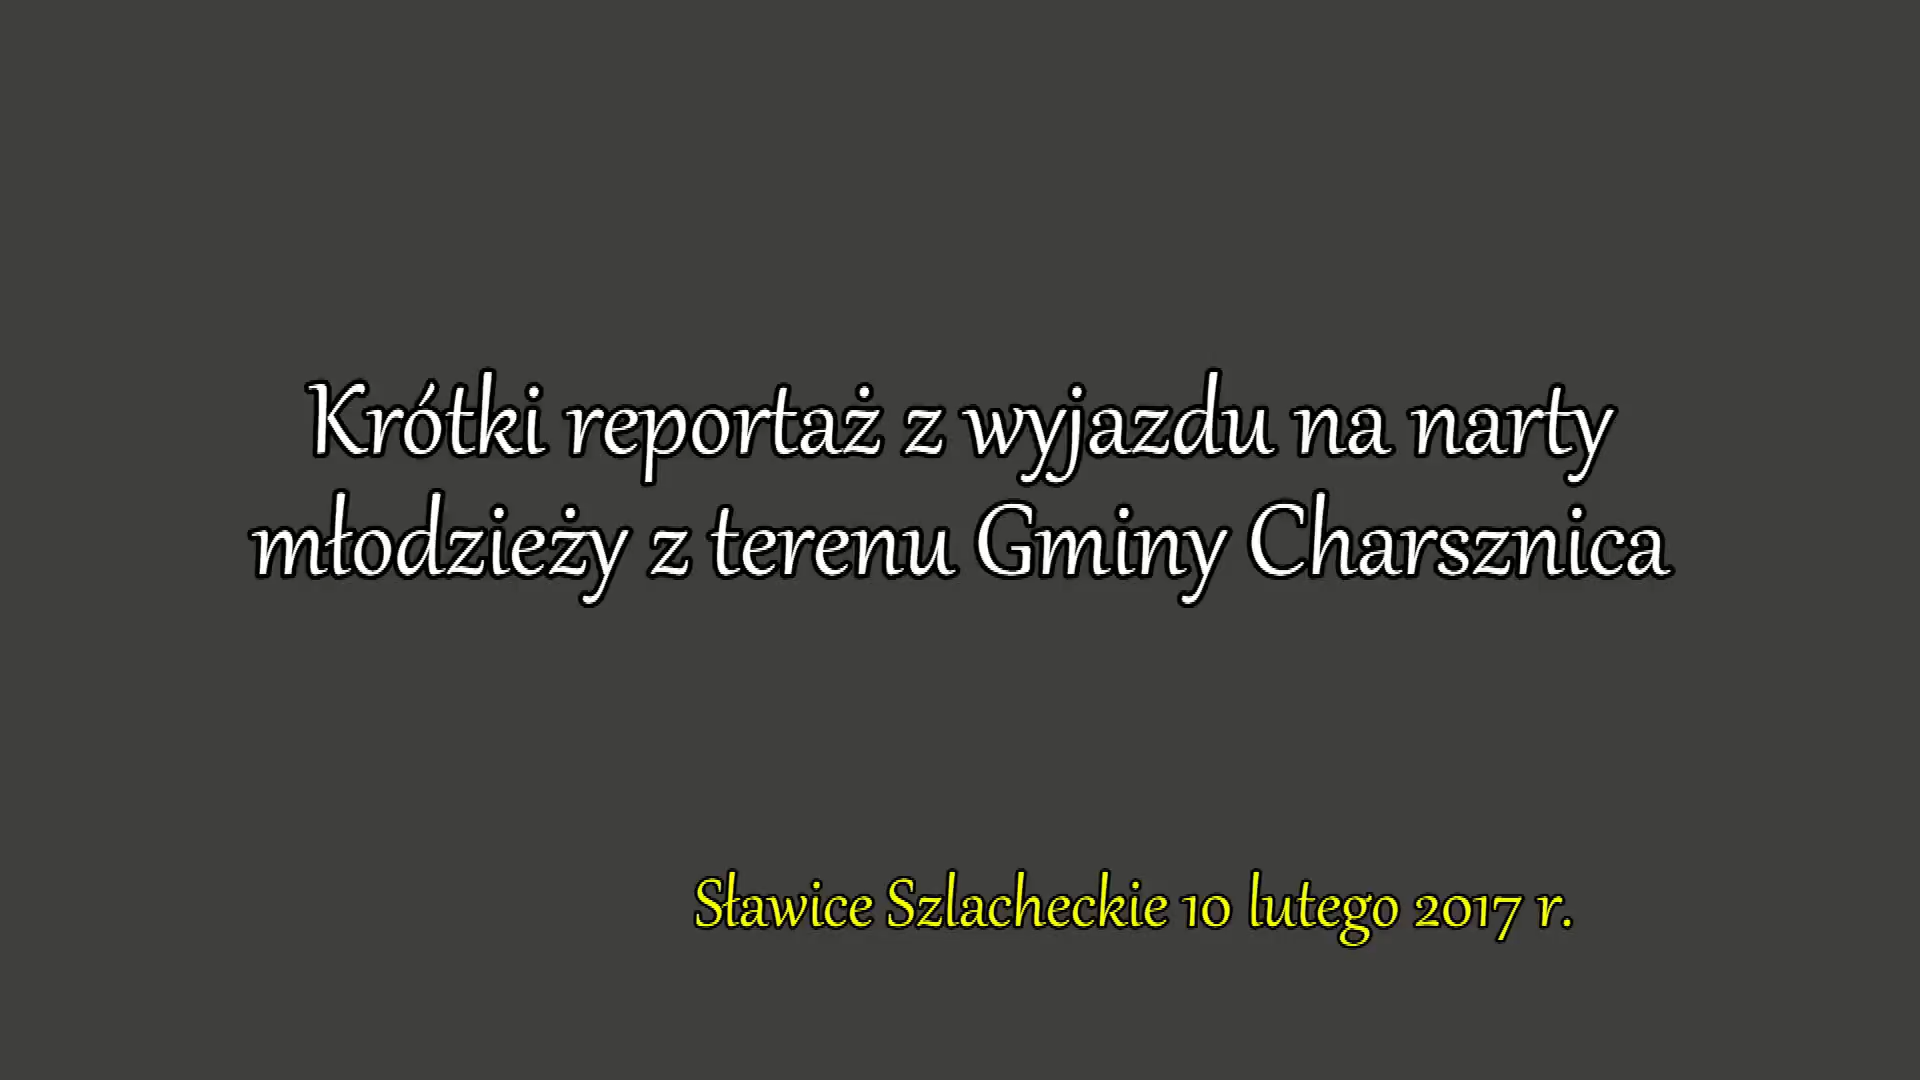 Krótki reportaż z wyjazdu na narty
młodzieży z terenu Gminy Charsznica
Sławice Szlacheckie 10 lutego 2017 r.